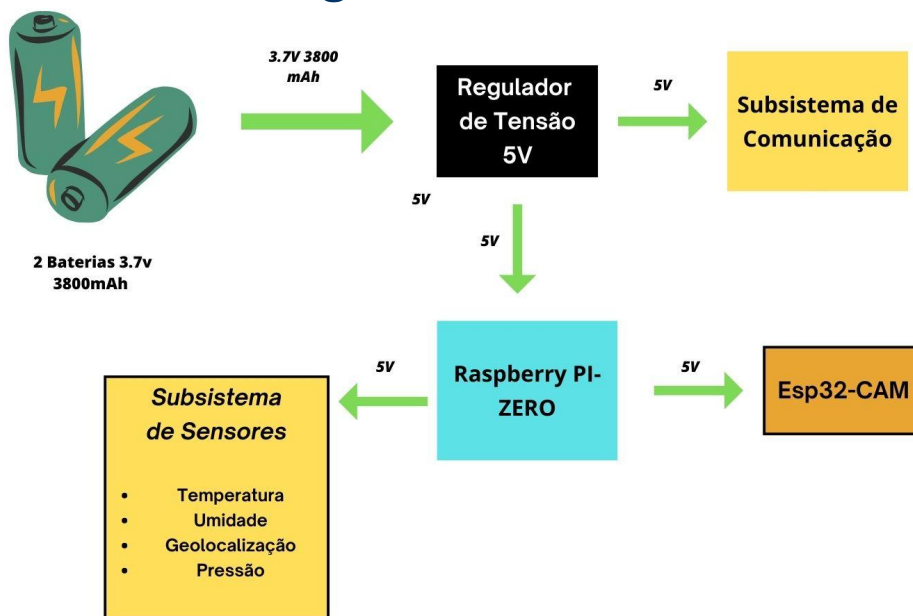 3.7V 3800
mAh
Regulador
de Tensão
5V
5V
Subsistema de
Comunicação
5V
5V
2 Baterias 3.7v
3800mAh
5V
Raspberry PI-
ZERO
5V
Esp32-CAM
Subsistema
de Sensores
• Temperatura
• Umidade
• Geolocalização
• Pressão